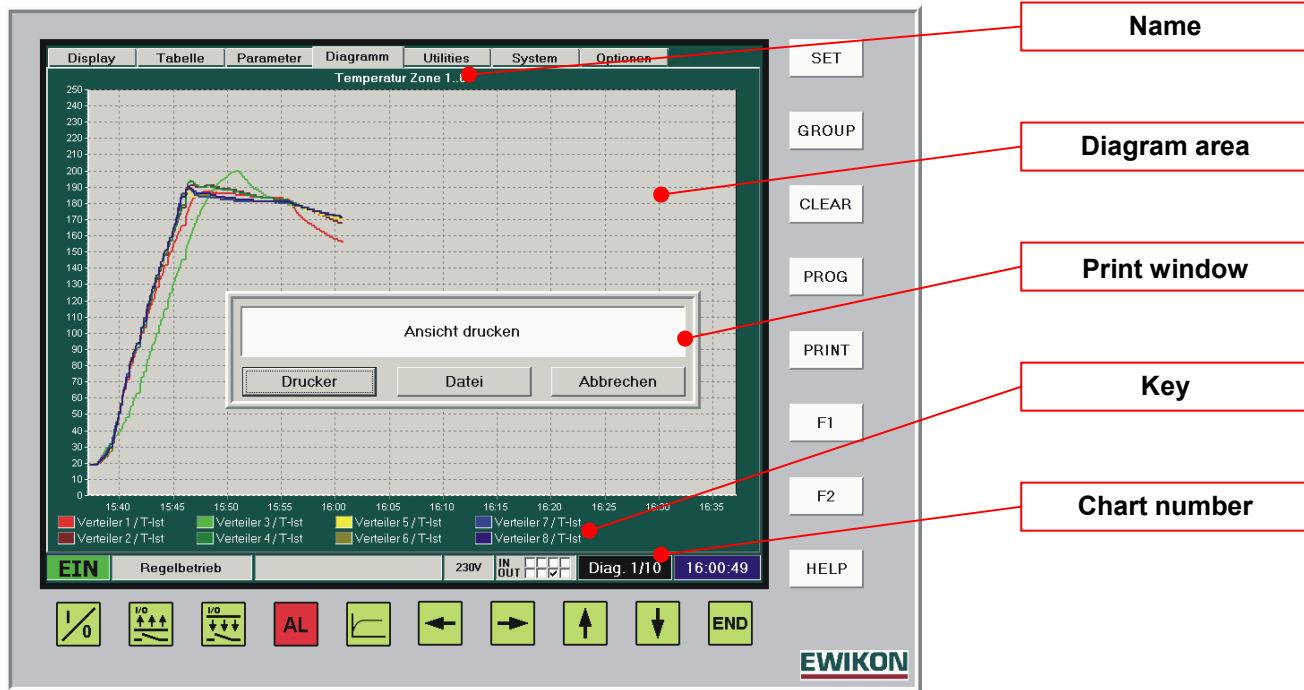 Name
Display Tabelle Parameter Diagramm Utilities System Optionen
SET
Temperatur Zone 1..
250
240
230
220
210
200
190
180
170
160
150
140
130
120
110
100
90
80
70
60
50
40
30
20
10
0
GROUP
Diagram area
CLEAR
Print window
PROG
Ansicht drucken
Drucker Datei Abbrechen
PRINT
Key
F1
15:40 15:45 15:50 15:55 16:00 16:05 16:10 16:15 16:20 16:25 16:30 16:35
F2
Chart number
Verteiler 1 / T-Ist Verteiler 3 / T-Ist Verteiler 5 / T-Ist Verteiler 7 / T-Ist
Verteiler 2 / T-Ist Verteiler 4 / T-Ist Verteiler 6 / T-Ist Verteiler 8 / T-Ist
EIN Regelbetrieb 230V IN OUT Diag. 1/10 16:00:49
HELP
I/0 I/0 I/0 AL END
EWIKON